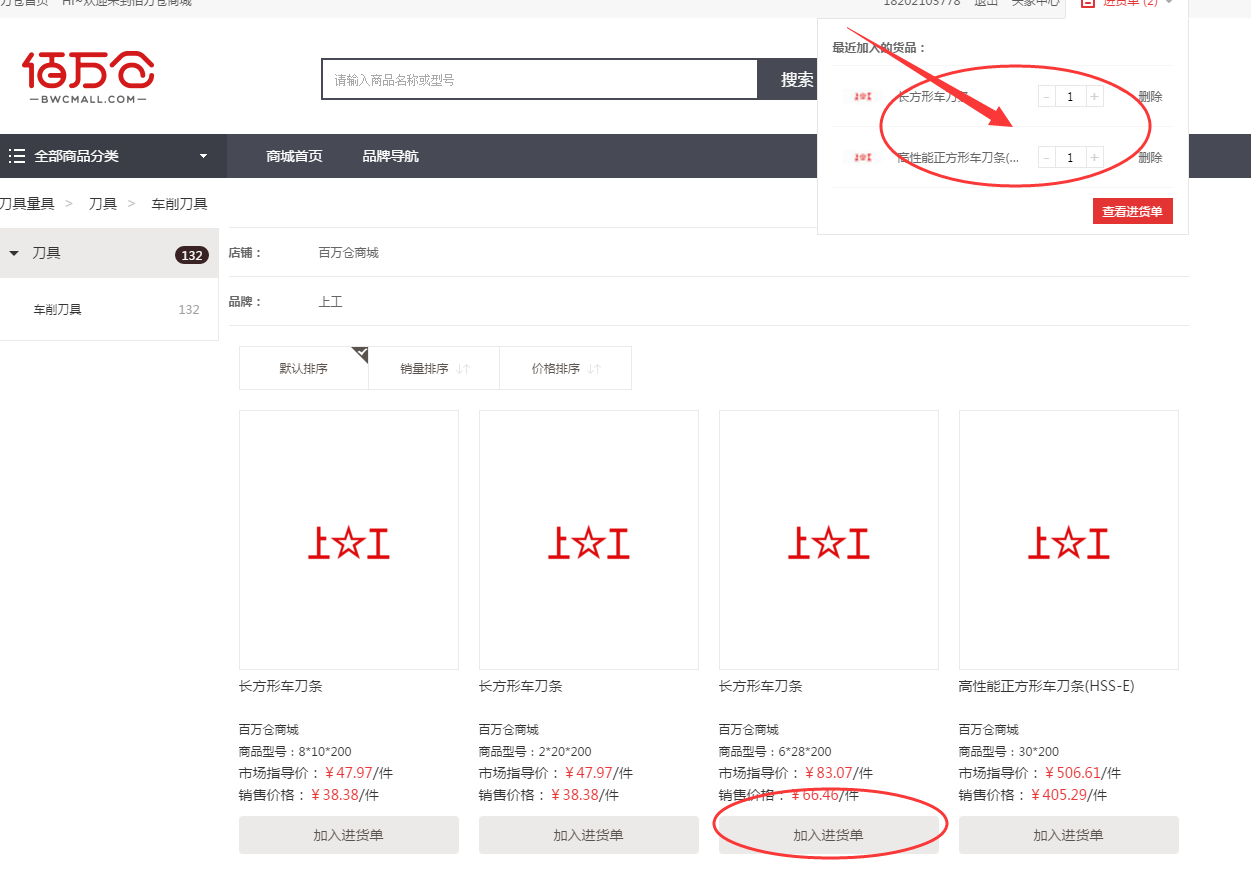 万仓首页 Hi~欢迎来到佰万仓商城
18202103778 退出 买家中心 进货单 (2)
佰万仓
BWCMALL.COM
请输入商品名称或型号
搜索
最近加入的货品：
长方形车刀条 - 1 + 删除
高性能正方形车刀条(... - 1 + 删除
查看进货单
全部商品分类 商城首页 品牌导航
刀具量具 > 刀具 > 车削刀具
刀具 132
车削刀具 132
店铺： 百万仓商城
品牌： 上工
默认排序 销量排序 价格排序
上☆工 上☆工 上☆工 上☆工
长方形车刀条 长方形车刀条 长方形车刀条 高性能正方形车刀条(HSS-E)
百万仓商城 百万仓商城 百万仓商城 百万仓商城
商品型号：8*10*200 商品型号：2*20*200 商品型号：6*28*200 商品型号：30*200
市场指导价：￥47.97/件 市场指导价：￥47.97/件 市场指导价：￥83.07/件 市场指导价：￥506.61/件
销售价格：￥38.38/件 销售价格：￥38.38/件 销售价格：￥66.46/件 销售价格：￥405.29/件
加入进货单 加入进货单 加入进货单 加入进货单